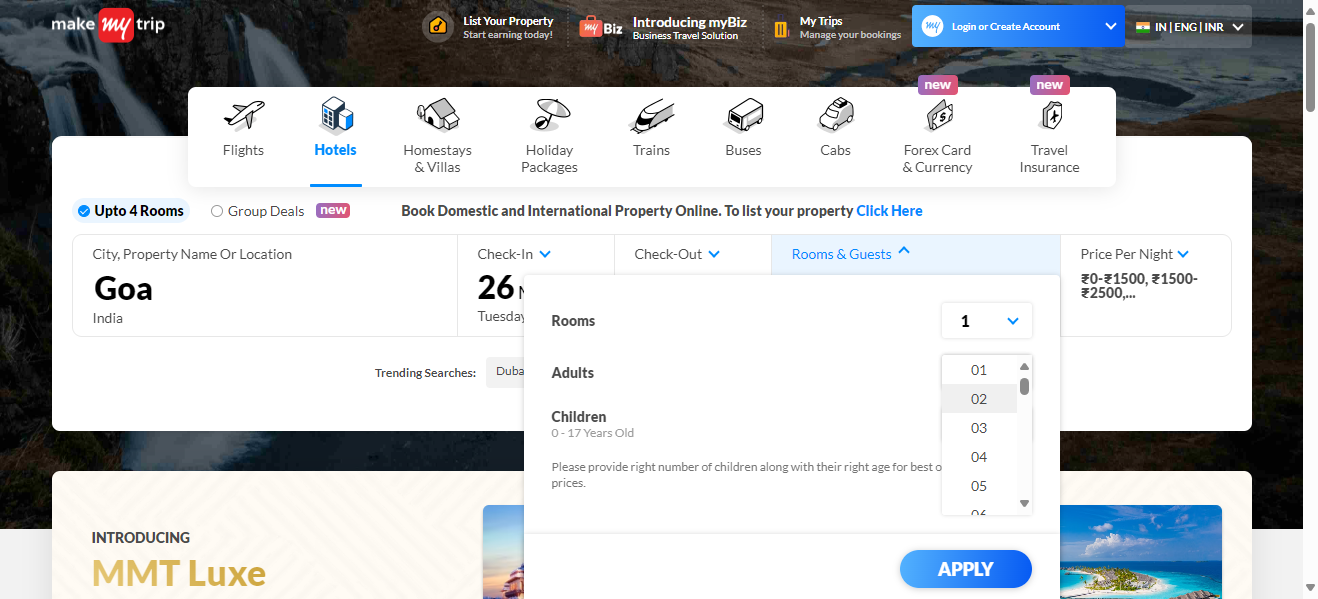 make my trip
List Your Property
Start earning today!
my Biz
Introducing myBiz
Business Travel Solution
My Trips
Manage your bookings
my Login or Create Account
IN | ENG | INR
new
new
Flights
Hotels
Homestays
& Villas
Holiday
Packages
Trains
Buses
Cabs
Forex Card
& Currency
Travel
Insurance
Upto 4 Rooms
Group Deals
new
Book Domestic and International Property Online. To list your property Click Here
City, Property Name Or Location
Goa
India
Check-In
26
Tuesday
Check-Out
Rooms & Guests
Price Per Night
₹0-₹1500, ₹1500-
₹2500,...
Rooms
1
Adults
01
02
03
04
05
06
Children
0 - 17 Years Old
Please provide right number of children along with their right age for best
prices.
APPLY
Trending Searches:
INTRODUCING
MMT Luxe